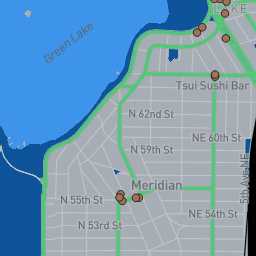 LAKE
Green Lake
Tsui Sushi Bar
N 62nd St
NE 60th St
N 59th St
Meridian
N 55th St
5th Ave NE
NE 54th St
N 53rd St